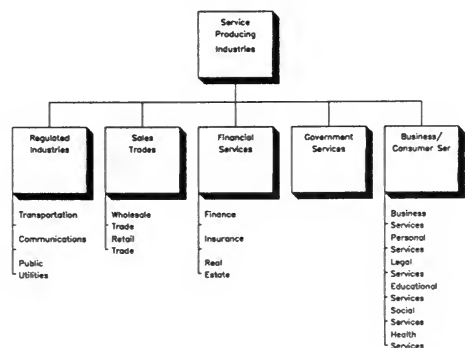 Service
Producing
Industries
Regulated
Industries
Sales
Trades
Financial
Services
Government
Services
Business/
Consumer Ser
Transportation
Communications
Public
Utilities
Wholesale
Trade
Retail
Trade
Finance
Insurance
Real
Estate
Business
Services
Personal
Services
Legal
Services
Educational
Services
Social
Services
Health
Services